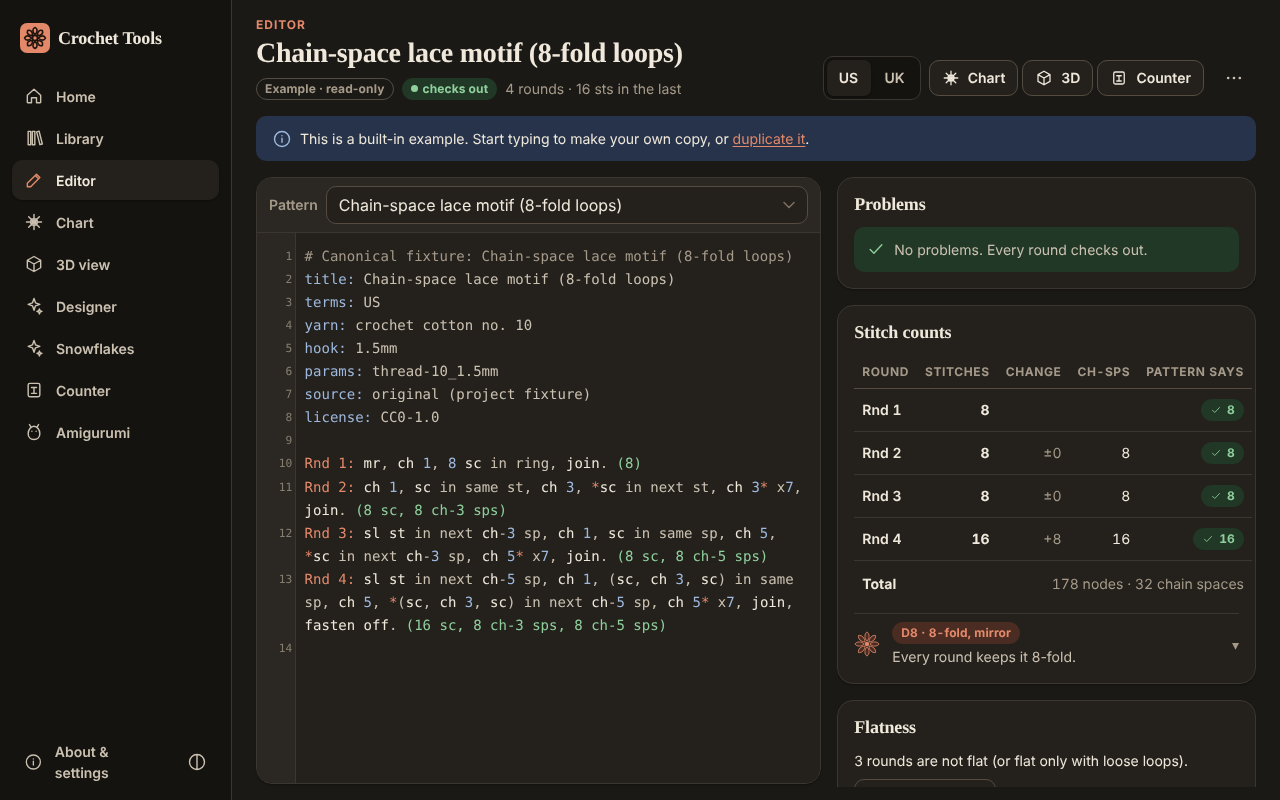 Crochet Tools
Home
Library
Editor
Chart
3D view
Designer
Snowflakes
Counter
Amigurumi
About &
settings
EDITOR
Chain-space lace motif (8-fold loops)
Example · read-only
checks out
4 rounds · 16 sts in the last
US
UK
Chart
3D
Counter
This is a built-in example. Start typing to make your own copy, or duplicate it.
Pattern
Chain-space lace motif (8-fold loops)
1 # Canonical fixture: Chain-space lace motif (8-fold loops)
2 title: Chain-space lace motif (8-fold loops)
3 terms: US
4 yarn: crochet cotton no. 10
5 hook: 1.5mm
6 params: thread-10_1.5mm
7 source: original (project fixture)
8 license: CC0-1.0
9
10 Rnd 1: mr, ch 1, 8 sc in ring, join. (8)
11 Rnd 2: ch 1, sc in same st, ch 3, *sc in next st, ch 3* x7,
join. (8 sc, 8 ch-3 sps)
12 Rnd 3: sl st in next ch-3 sp, ch 1, sc in same sp, ch 5,
*sc in next ch-3 sp, ch 5* x7, join. (8 sc, 8 ch-5 sps)
13 Rnd 4: sl st in next ch-5 sp, ch 1, (sc, ch 3, sc) in same
sp, ch 5, *(sc, ch 3, sc) in next ch-5 sp, ch 5* x7, join,
fasten off. (16 sc, 8 ch-3 sps, 8 ch-5 sps)
14
Problems
No problems. Every round checks out.
Stitch counts
ROUND STITCHES CHANGE CH-SPS PATTERN SAYS
Rnd 1 8 ✓ 8
Rnd 2 8 ±0 8 ✓ 8
Rnd 3 8 ±0 8 ✓ 8
Rnd 4 16 +8 16 ✓ 16
Total 178 nodes · 32 chain spaces
D8 · 8-fold, mirror
Every round keeps it 8-fold.
Flatness
3 rounds are not flat (or flat only with loose loops).